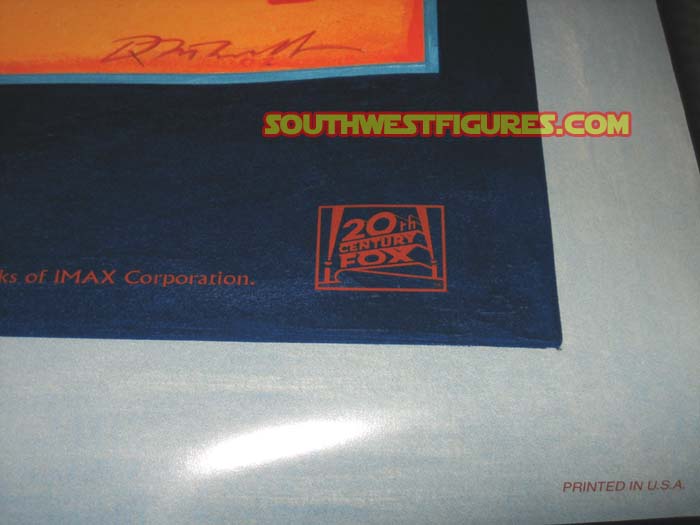 SOUTHWESTFIGURES.COM
20th
CENTURY
FOX
ks of IMAX Corporation.
PRINTED IN U.S.A.